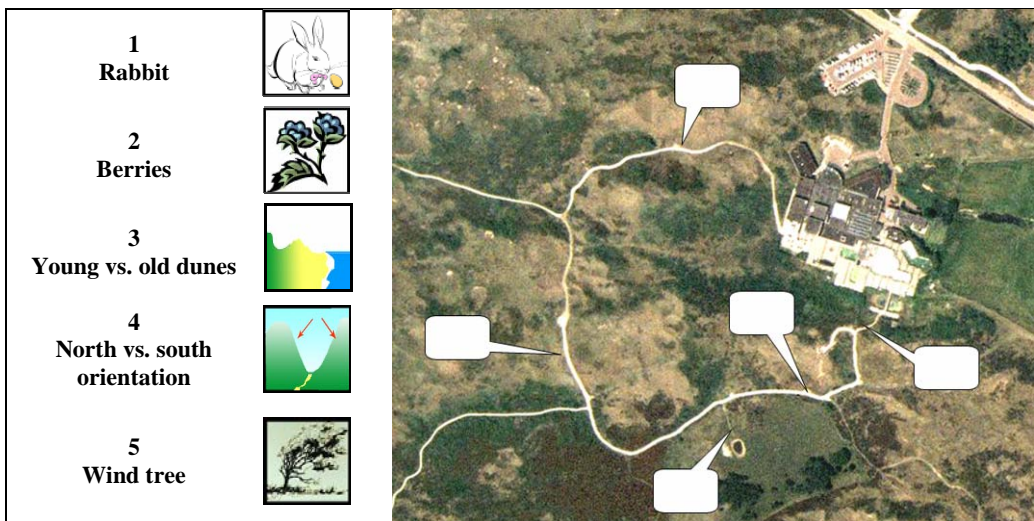 1
Rabbit
2
Berries
3
Young vs. old dunes
4
North vs. south
orientation
5
Wind tree